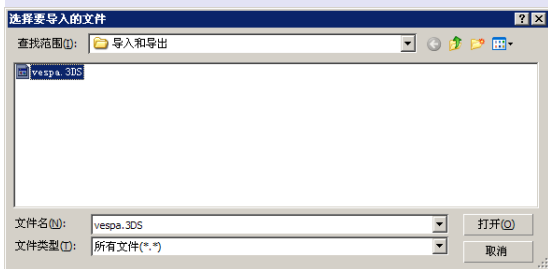 选择要导入的文件
查找范围(I): 导入和导出
vespa.3DS
文件名(N): vespa.3DS 打开(O)
文件类型(T): 所有文件(*.*) 取消